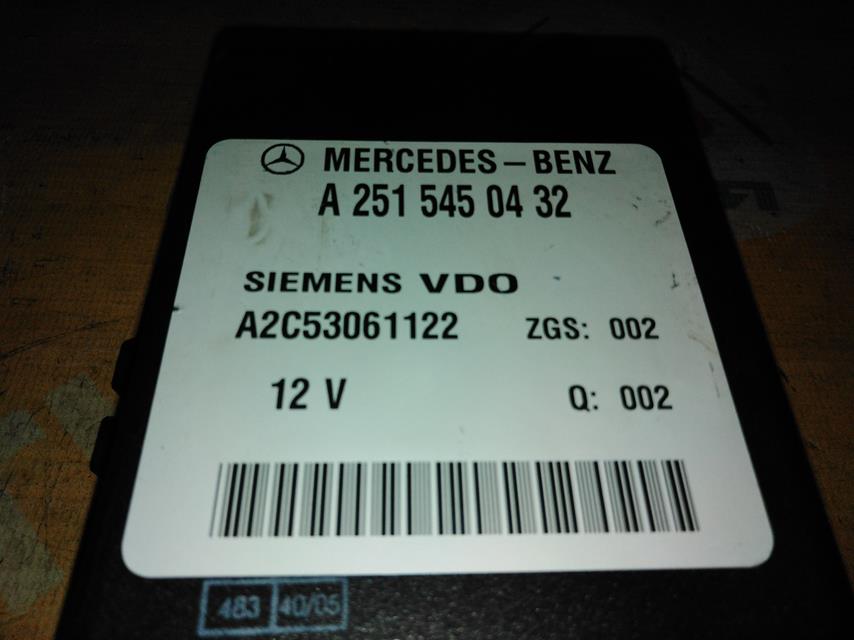 MERCEDES-BENZ
A 251 545 04 32
SIEMENS VDO
A2C53061122 ZGS: 002
12 V Q: 002
483 40/05